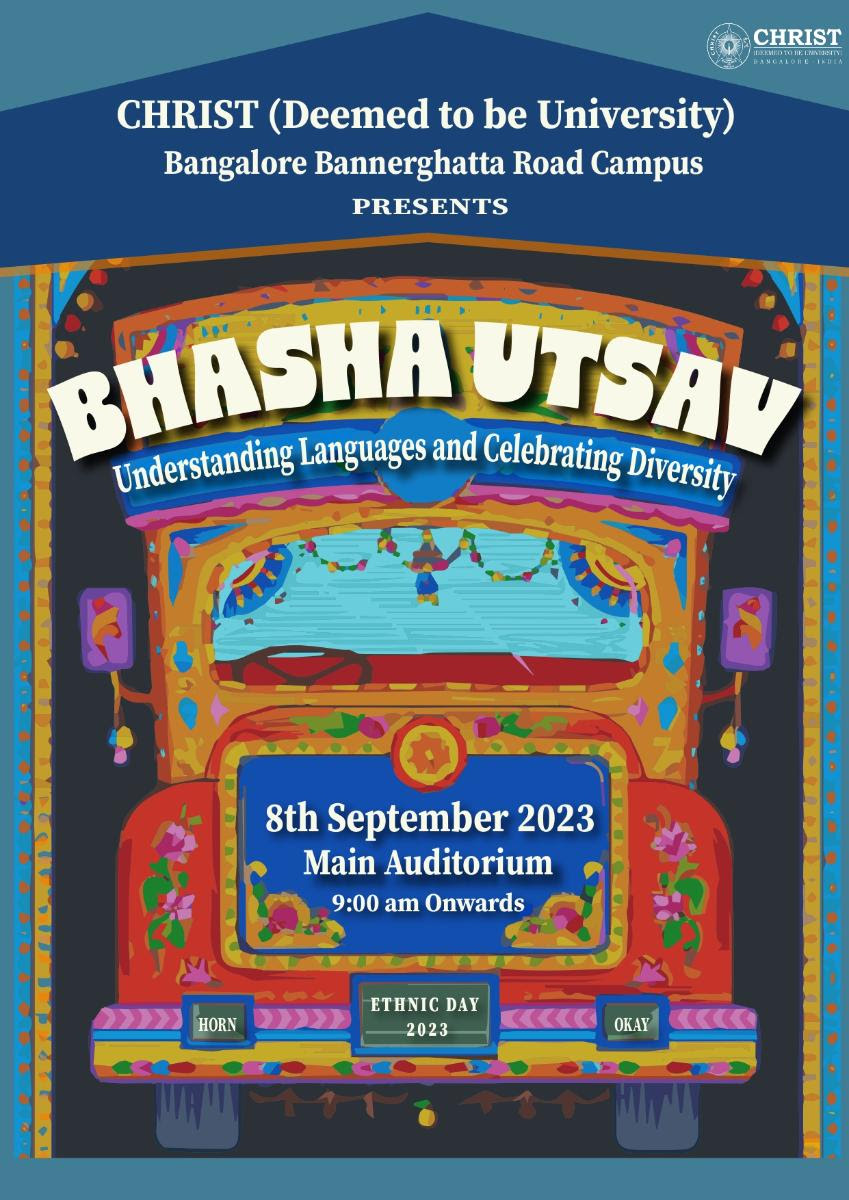 CHRIST
(DEEMED TO BE UNIVERSITY)
BANGALORE · INDIA
CHRIST (Deemed to be University)
Bangalore Bannerghatta Road Campus
PRESENTS
BHASHA UTSAV
Understanding Languages and Celebrating Diversity
8th September 2023
Main Auditorium
9:00 am Onwards
HORN
ETHNIC DAY
2023
OKAY